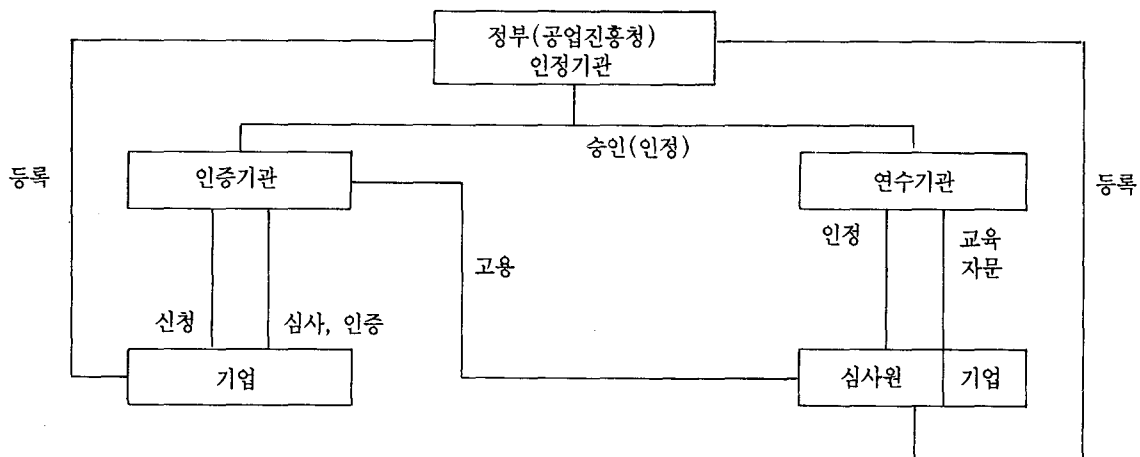 정부(공업진흥청)
인정기관
승인(인정)
등록
인증기관
연수기관
등록
인정
교육
자문
고용
신청
심사, 인증
기업
심사원
기업